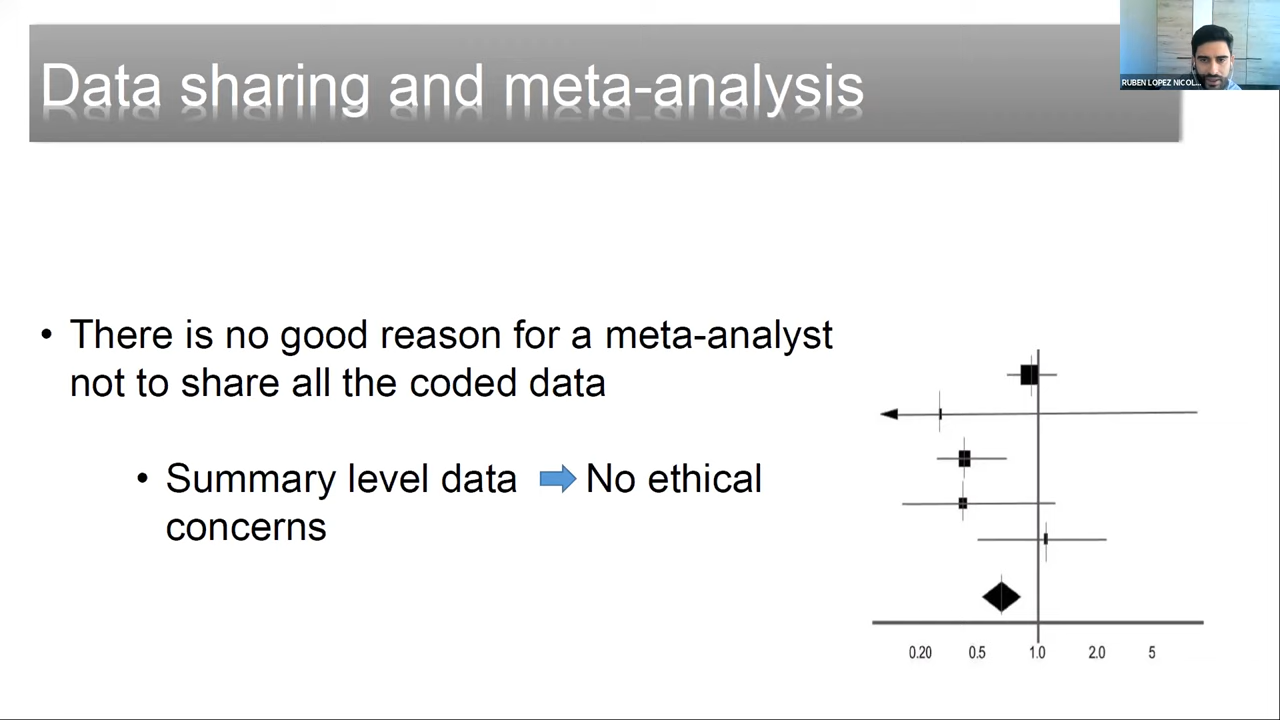 Data sharing and meta-analysis
RUBEN LOPEZ NICOL...
• There is no good reason for a meta-analyst
not to share all the coded data
• Summary level data No ethical
concerns
0.20 0.5 1.0 2.0 5